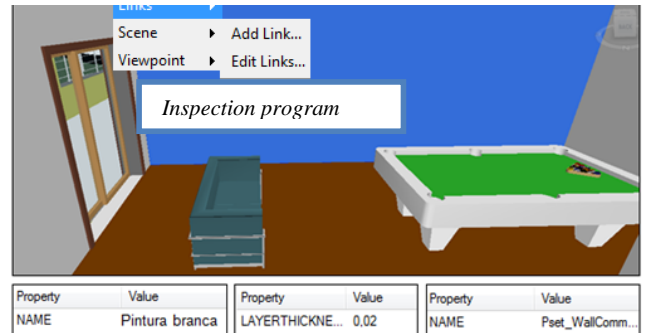 Links
Scene
Add Link...
Viewpoint
Edit Links...
Inspection program
Property Value
NAME Pintura branca
Property Value
LAYERTHICKNE... 0,02
Property Value
NAME Pset_WallComm...